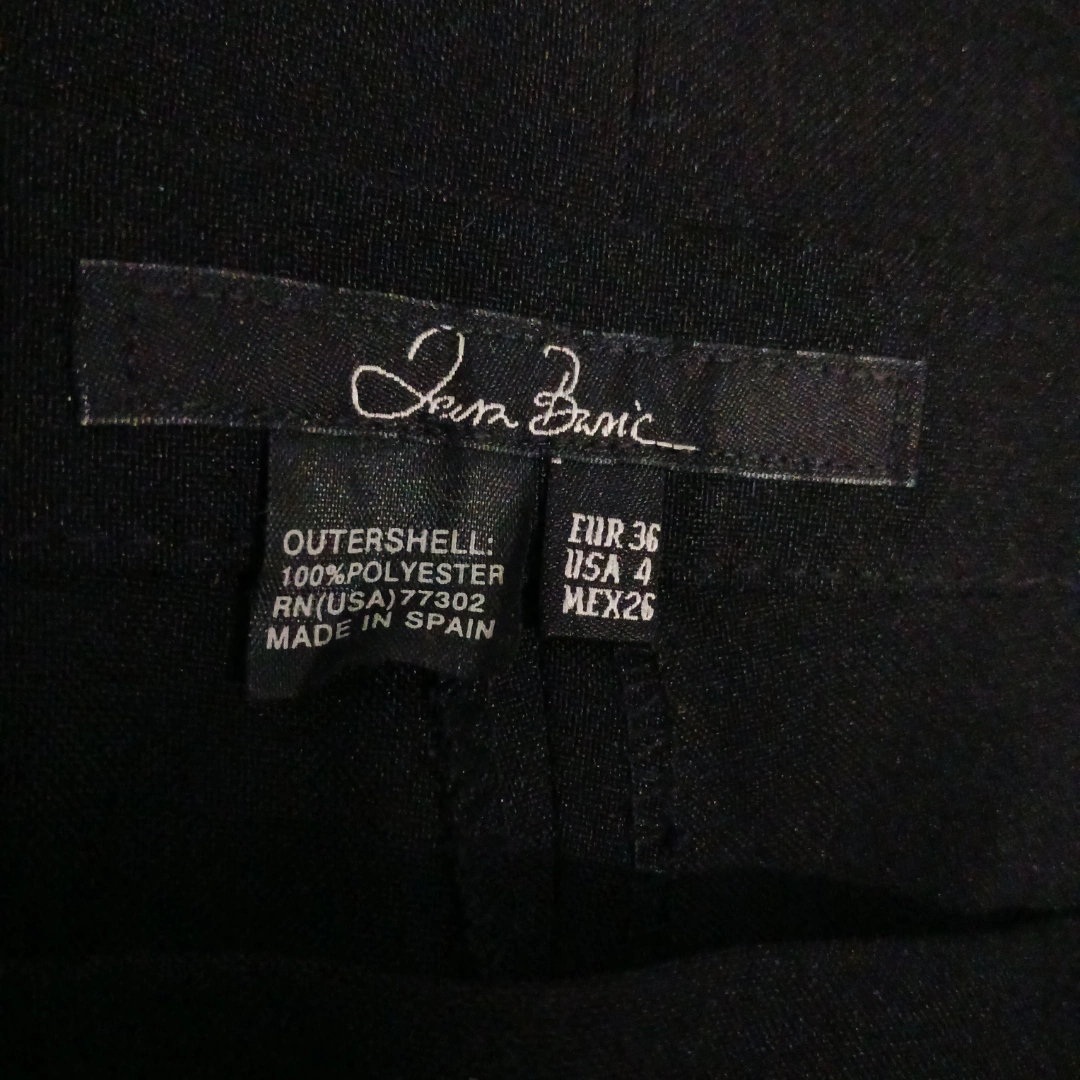 Zara Basic
OUTERSHELL:
100%POLYESTER
RN(USA)77302
MADE IN SPAIN
EUR 36
USA 4
MEX26